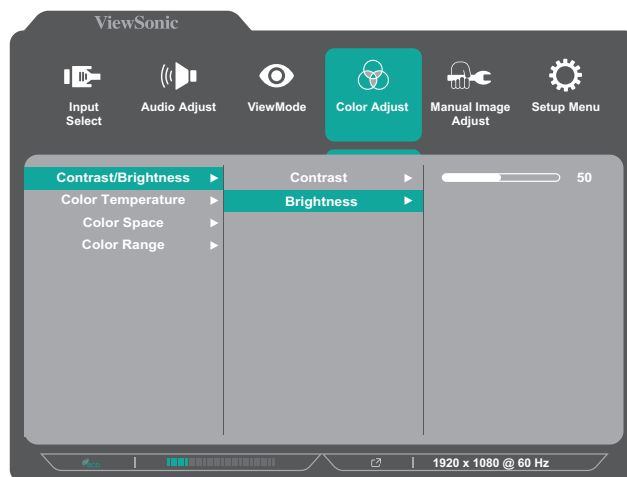 ViewSonic
Input Select
Audio Adjust
ViewMode
Color Adjust
Manual Image Adjust
Setup Menu
Contrast/Brightness
Contrast
50
Color Temperature
Brightness
Color Space
Color Range
eco
1920 x 1080 @ 60 Hz